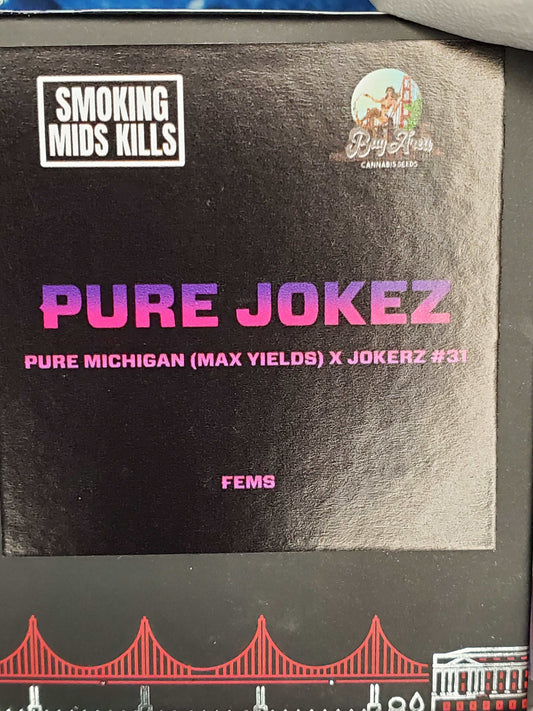 SMOKING
MIDS KILLS
Bay Area
CANNABIS SEEDS
PURE JOKEZ
PURE MICHIGAN (MAX YIELDS) X JOKERZ #31
FEMS